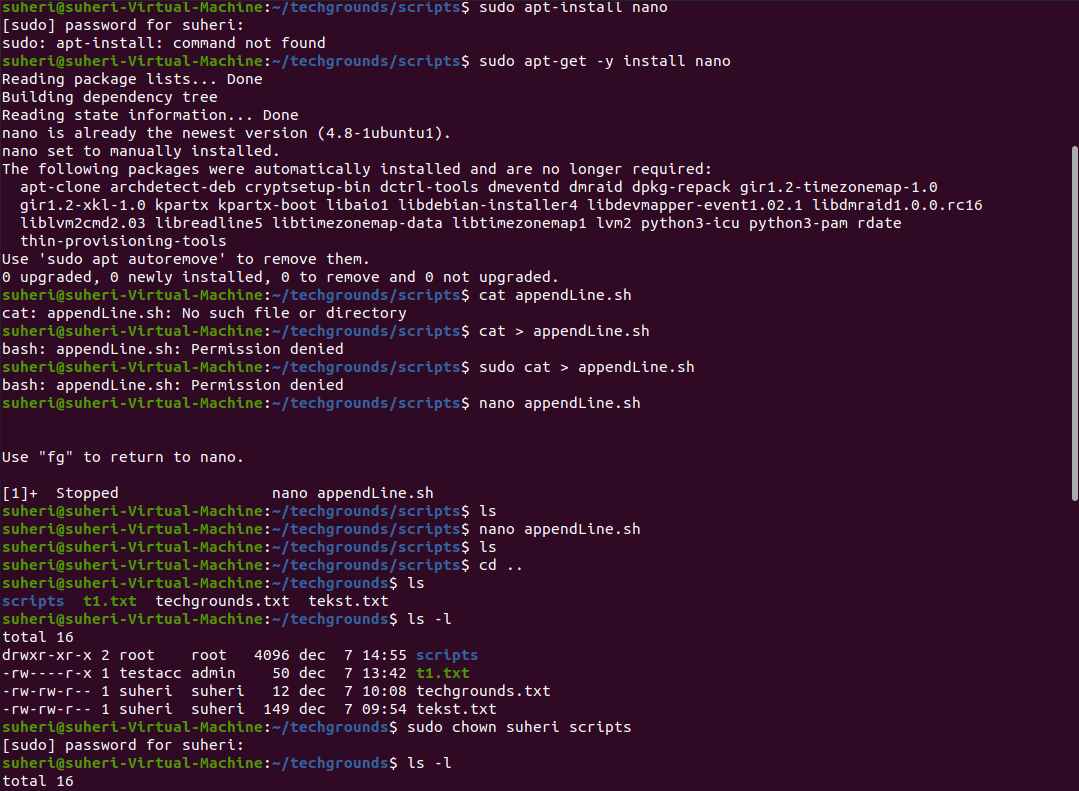 suheri@suheri-Virtual-Machine:~/techgrounds/scripts$ sudo apt-install nano
[sudo] password for suheri:
sudo: apt-install: command not found
suheri@suheri-Virtual-Machine:~/techgrounds/scripts$ sudo apt-get -y install nano
Reading package lists... Done
Building dependency tree
Reading state information... Done
nano is already the newest version (4.8-1ubuntu1).
nano set to manually installed.
The following packages were automatically installed and are no longer required:
  apt-clone archdetect-deb cryptsetup-bin dctrl-tools dmeventd dmraid dpkg-repack gir1.2-timezonemap-1.0
  gir1.2-xkl-1.0 kpartx kpartx-boot libaio1 libdebian-installer4 libdevmapper-event1.02.1 libdmraid1.0.0.rc16
  liblvm2cmd2.03 libreadline5 libtimezonemap-data libtimezonemap1 lvm2 python3-icu python3-pam rdate
  thin-provisioning-tools
Use 'sudo apt autoremove' to remove them.
0 upgraded, 0 newly installed, 0 to remove and 0 not upgraded.
suheri@suheri-Virtual-Machine:~/techgrounds/scripts$ cat appendLine.sh
cat: appendLine.sh: No such file or directory
suheri@suheri-Virtual-Machine:~/techgrounds/scripts$ cat > appendLine.sh
bash: appendLine.sh: Permission denied
suheri@suheri-Virtual-Machine:~/techgrounds/scripts$ sudo cat > appendLine.sh
bash: appendLine.sh: Permission denied
suheri@suheri-Virtual-Machine:~/techgrounds/scripts$ nano appendLine.sh
Use "fg" to return to nano.
[1]+  Stopped                 nano appendLine.sh
suheri@suheri-Virtual-Machine:~/techgrounds/scripts$ ls
suheri@suheri-Virtual-Machine:~/techgrounds/scripts$ nano appendLine.sh
suheri@suheri-Virtual-Machine:~/techgrounds/scripts$ ls
suheri@suheri-Virtual-Machine:~/techgrounds/scripts$ cd ..
suheri@suheri-Virtual-Machine:~/techgrounds$ ls
scripts  t1.txt  techgrounds.txt  tekst.txt
suheri@suheri-Virtual-Machine:~/techgrounds$ ls -l
total 16
drwxr-xr-x 2 root    root   4096 dec  7 14:55 scripts
-rw----r-x 1 testacc admin    50 dec  7 13:42 t1.txt
-rw-rw-r-- 1 suheri  suheri   12 dec  7 10:08 techgrounds.txt
-rw-rw-r-- 1 suheri  suheri  149 dec  7 09:54 tekst.txt
suheri@suheri-Virtual-Machine:~/techgrounds$ sudo chown suheri scripts
[sudo] password for suheri:
suheri@suheri-Virtual-Machine:~/techgrounds$ ls -l
total 16